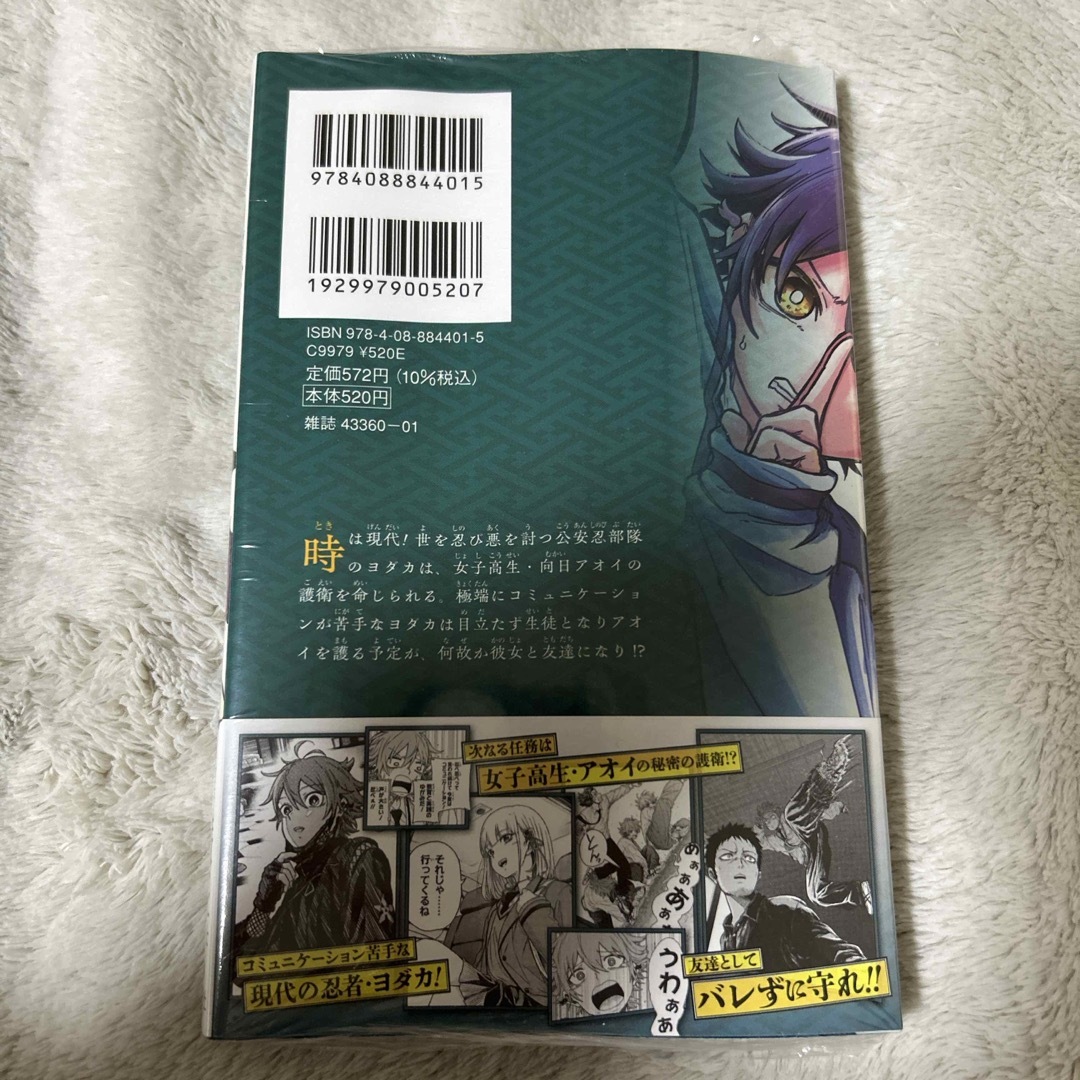 9784088844015
1929979005207
ISBN 978-4-08-884401-5
C9979 ¥520E
定価572円(10%税込)
本体520円
雑誌 43360-01
時は現代!世を忍び悪を討つ公安忍部隊
のヨダカは、女子高生・向日アオイの
護衛を命じられる。極端にコミュニケーショ
ンが苦手なヨダカは目立たず生徒となりアオ
イを護る予定が、何故か彼女と友達になり!?
次なる任務は
女子高生・アオイの秘密の護衛!?
それじゃ……
行ってくるね
どくん
めぁぁあぁぁ
うわぁぁ
コミュニケーション苦手な
現代の忍者・ヨダカ!
友達として
バレずに守れ!!